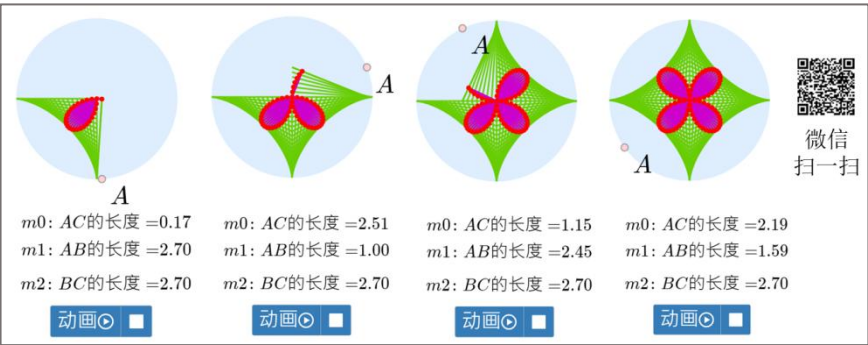 A
A
A
A
微信
扫一扫
m0: AC的长度 =0.17
m1: AB的长度 =2.70
m2: BC的长度 =2.70
动画
m0: AC的长度 =2.51
m1: AB的长度 =1.00
m2: BC的长度 =2.70
动画
m0: AC的长度 =1.15
m1: AB的长度 =2.45
m2: BC的长度 =2.70
动画
m0: AC的长度 =2.19
m1: AB的长度 =1.59
m2: BC的长度 =2.70
动画